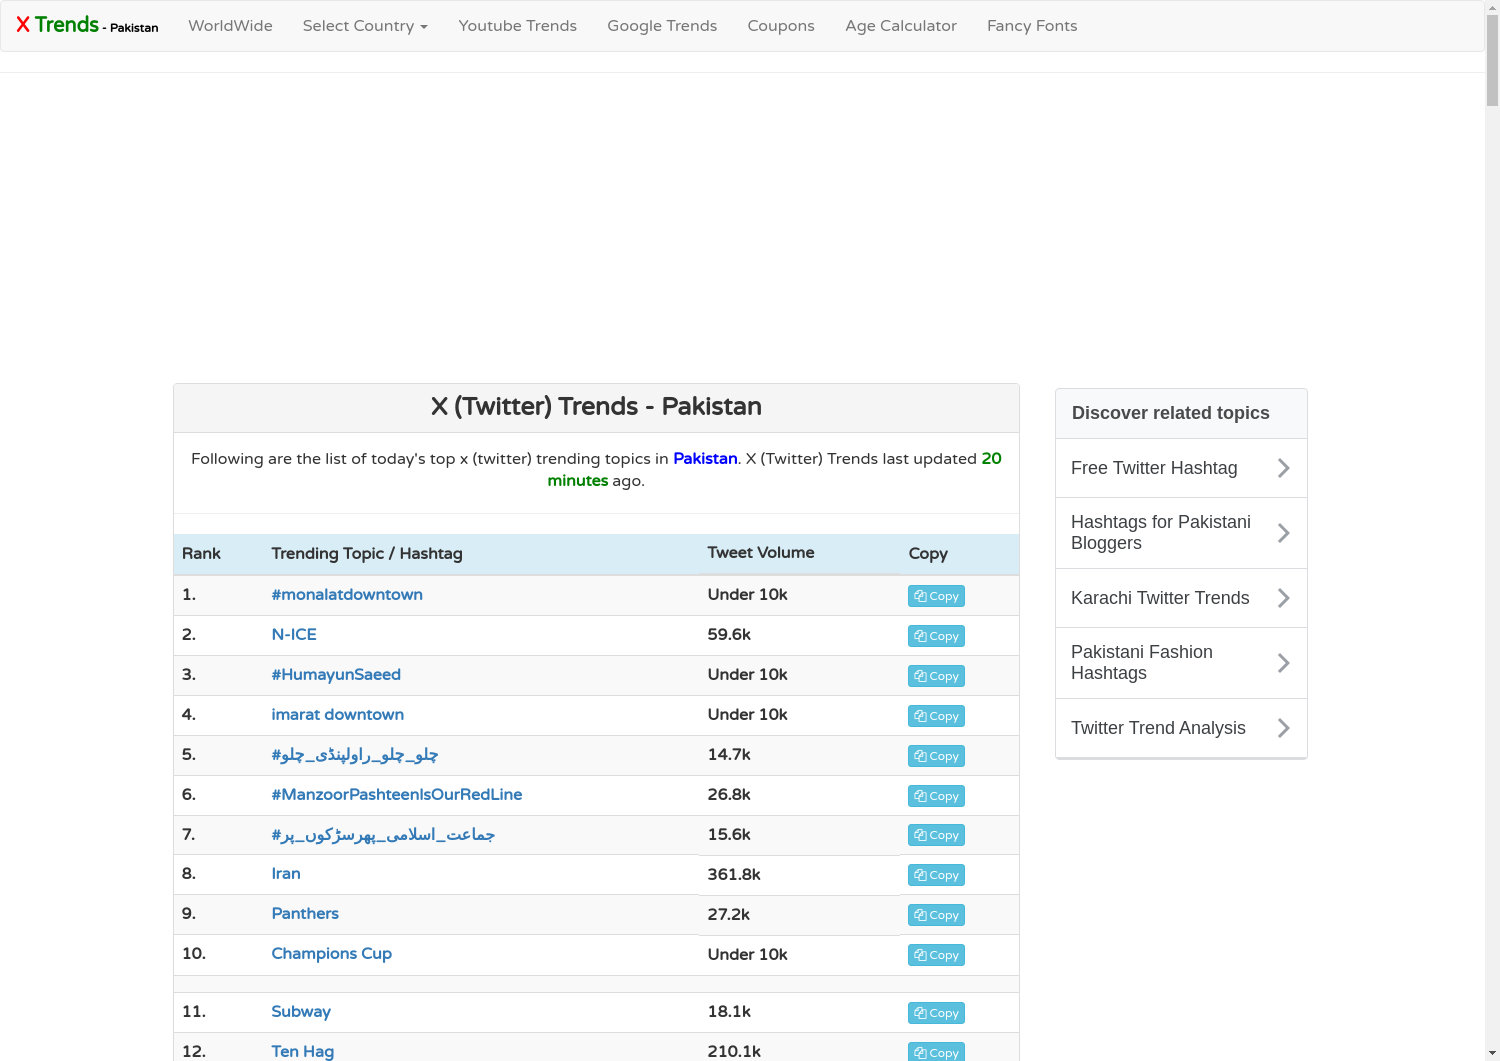 X Trends - Pakistan WorldWide Select Country Youtube Trends Google Trends Coupons Age Calculator Fancy Fonts
X (Twitter) Trends - Pakistan
Following are the list of today's top x (twitter) trending topics in Pakistan. X (Twitter) Trends last updated 20
minutes ago.
Rank Trending Topic / Hashtag Tweet Volume Copy
1. #monalatdowntown Under 10k Copy
2. N-ICE 59.6k Copy
3. #HumayunSaeed Under 10k Copy
4. imarat downtown Under 10k Copy
5. #چلو_چلو_راولپنڈی_چلو 14.7k Copy
6. #ManzoorPashteenIsOurRedLine 26.8k Copy
7. #جماعت_اسلامی_پھرسڑکوں_پر 15.6k Copy
8. Iran 361.8k Copy
9. Panthers 27.2k Copy
10. Champions Cup Under 10k Copy
11. Subway 18.1k Copy
12. Ten Hag 210.1k Copy
Discover related topics
Free Twitter Hashtag
Hashtags for Pakistani
Bloggers
Karachi Twitter Trends
Pakistani Fashion
Hashtags
Twitter Trend Analysis